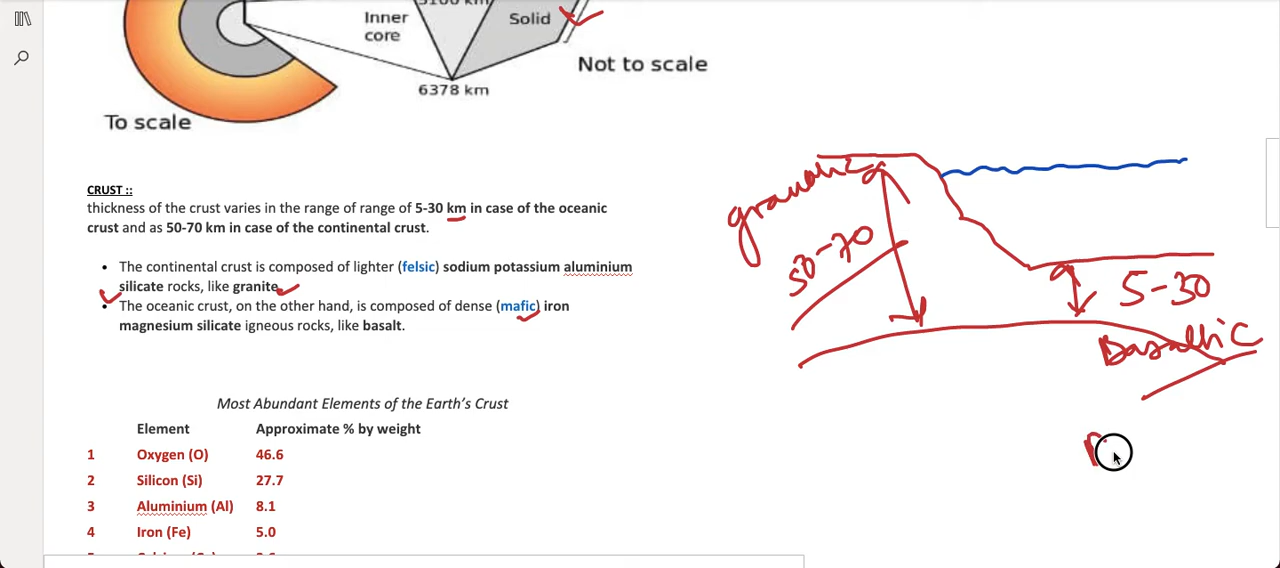 Inner
core
Solid
Not to scale
6378 km
To scale
CRUST ::
thickness of the crust varies in the range of range of 5-30 km in case of the oceanic
crust and as 50-70 km in case of the continental crust.
• The continental crust is composed of lighter (felsic) sodium potassium aluminium
silicate rocks, like granite.
• The oceanic crust, on the other hand, is composed of dense (mafic) iron
magnesium silicate igneous rocks, like basalt.
granitic
50-70
5-30
Basaltic
Most Abundant Elements of the Earth's Crust
Element Approximate % by weight
1 Oxygen (O) 46.6
2 Silicon (Si) 27.7
3 Aluminium (Al) 8.1
4 Iron (Fe) 5.0